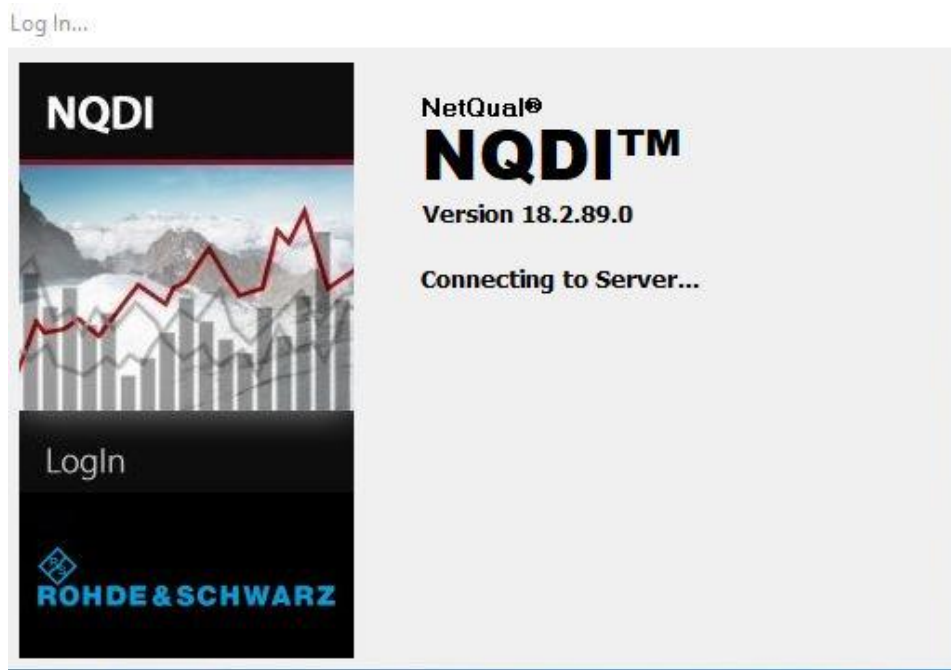 Log In...
NQDI
NetQual®
NQDI™
Version 18.2.89.0
Connecting to Server...
LogIn
R S
ROHDE&SCHWARZ